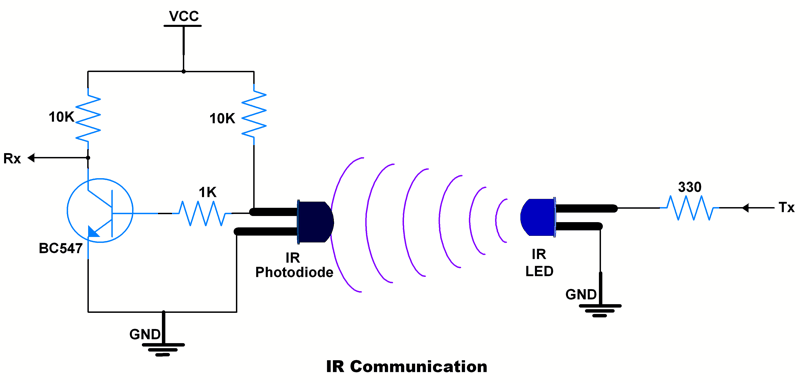 VCC
10K
10K
Rx
1K
330
Tx
BC547
IR
Photodiode
IR
LED
GND
GND
IR Communication